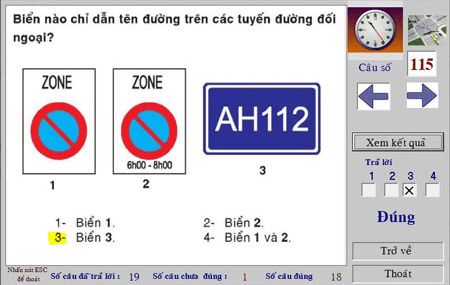 Biển nào chỉ dẫn tên đường trên các tuyến đường đối
ngoại?
ZONE
ZONE
AH112
6h00 - 8h00
1
2
3
1- Biển 1.
2- Biển 2.
3- Biển 3.
4- Biển 1 và 2.
Câu số
115
Xem kết quả
Trả lời
1 2 3 4
Đúng
Trở về
Thoát
Nhấn nút ESC
để thoát
Số câu đã trả lời : 19
Số câu chưa đúng : 1
Số câu đúng 18